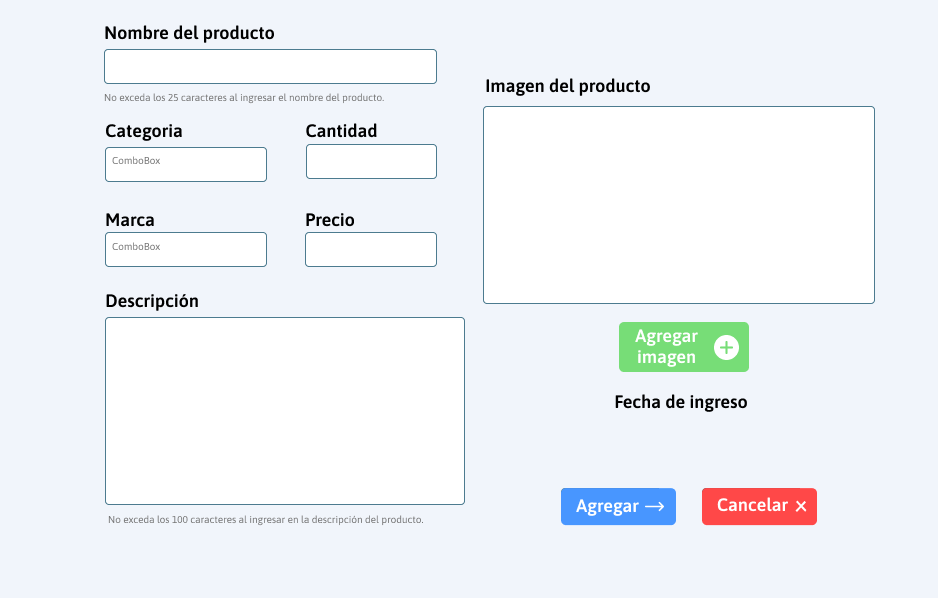 Nombre del producto
No exceda los 25 caracteres al ingresar el nombre del producto.
Categoria
Cantidad
ComboBox
Marca
Precio
ComboBox
Descripción
No exceda los 100 caracteres al ingresar en la descripción del producto.
Imagen del producto
Agregar
imagen
Fecha de ingreso
Agregar
Cancelar